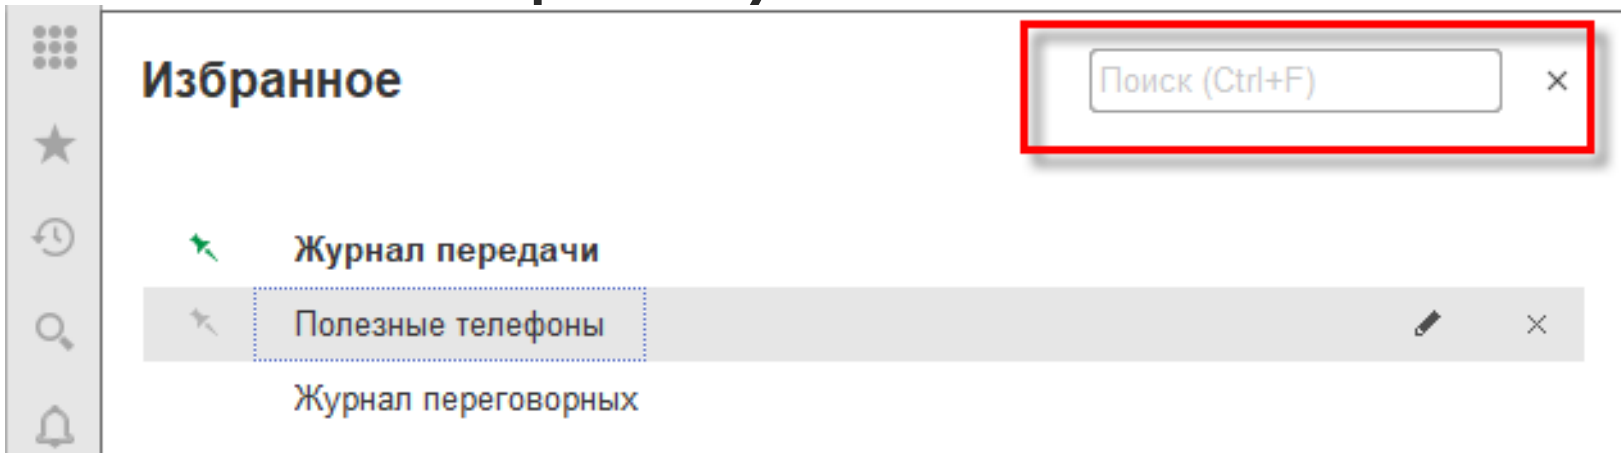 Избранное
Поиск (Ctrl+F)
Журнал передачи
Полезные телефоны
Журнал переговорных